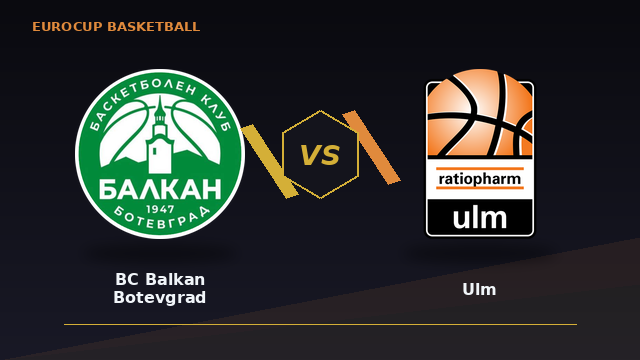 EUROCUP BASKETBALL
БАСКЕТБОЛЕН КЛУБ
БАЛКАН
1947
БОТЕВГРАД
VS
ratiopharm
ulm
BC Balkan
Botevgrad
Ulm